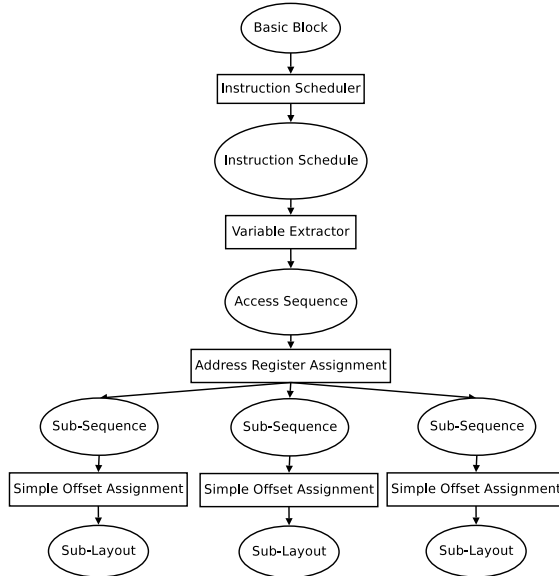 Basic Block
Instruction Scheduler
Instruction Schedule
Variable Extractor
Access Sequence
Address Register Assignment
Sub-Sequence
Sub-Sequence
Sub-Sequence
Simple Offset Assignment
Simple Offset Assignment
Simple Offset Assignment
Sub-Layout
Sub-Layout
Sub-Layout